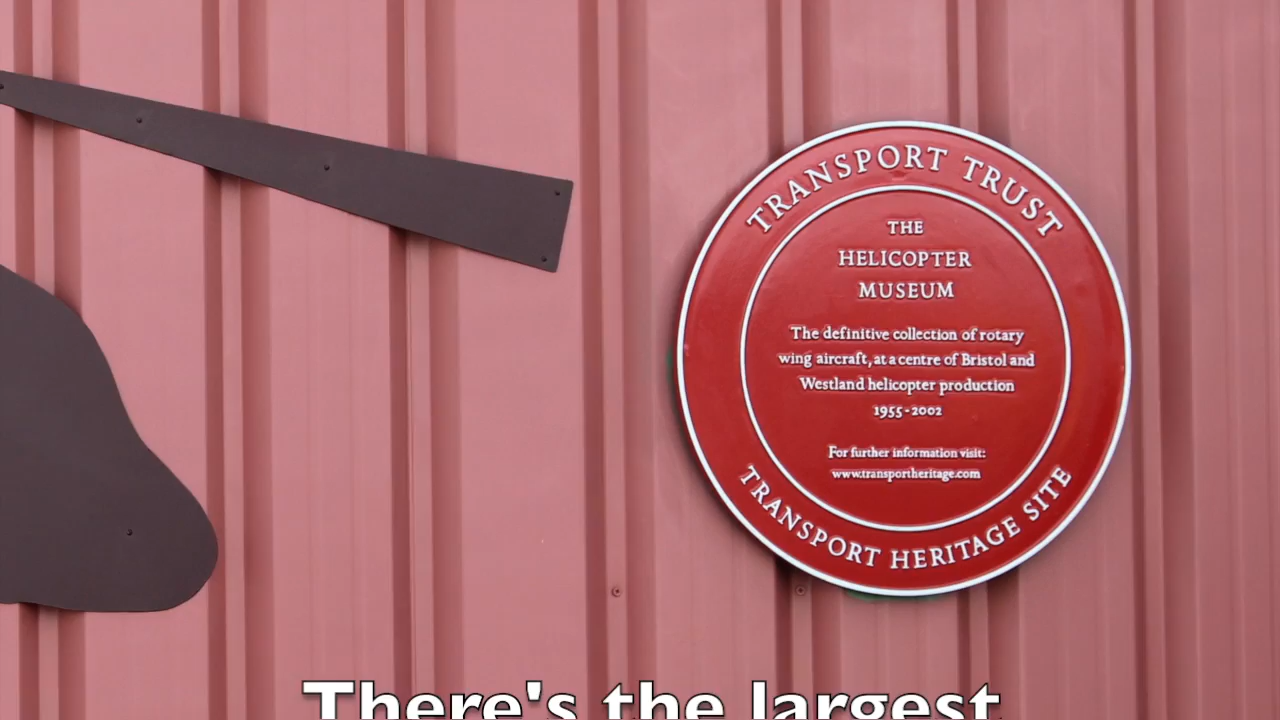 TRANSPORT TRUST
THE
HELICOPTER
MUSEUM
The definitive collection of rotary
wing aircraft, at a centre of Bristol and
Westland helicopter production
1955-2002
For further information visit:
www.transportheritage.com
TRANSPORT HERITAGE SITE
There's the largest